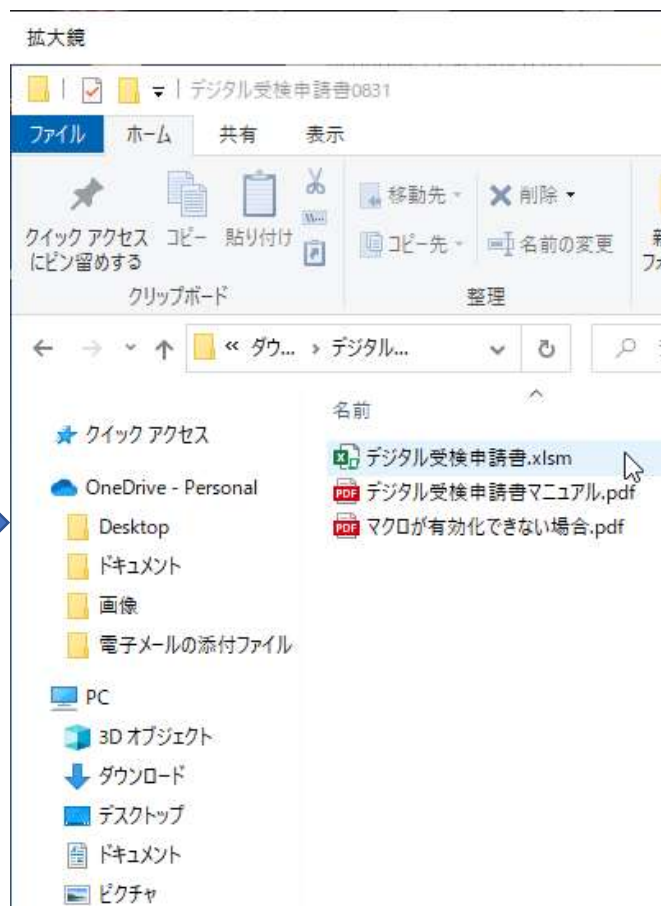 拡大鏡
デジタル受検申請書0831
ファイル ホーム 共有 表示
クイック アクセス
にピン留めする
コピー
貼り付け
移動先
削除
コピー先
名前の変更
クリップボード
整理
ダウ... › デジタル...
名前
クイック アクセス
デジタル受検申請書.xlsm
OneDrive - Personal
デジタル受検申請書マニュアル.pdf
Desktop
マクロが有効化できない場合.pdf
ドキュメント
画像
電子メールの添付ファイル
PC
3D オブジェクト
ダウンロード
デスクトップ
ドキュメント
ピクチャ